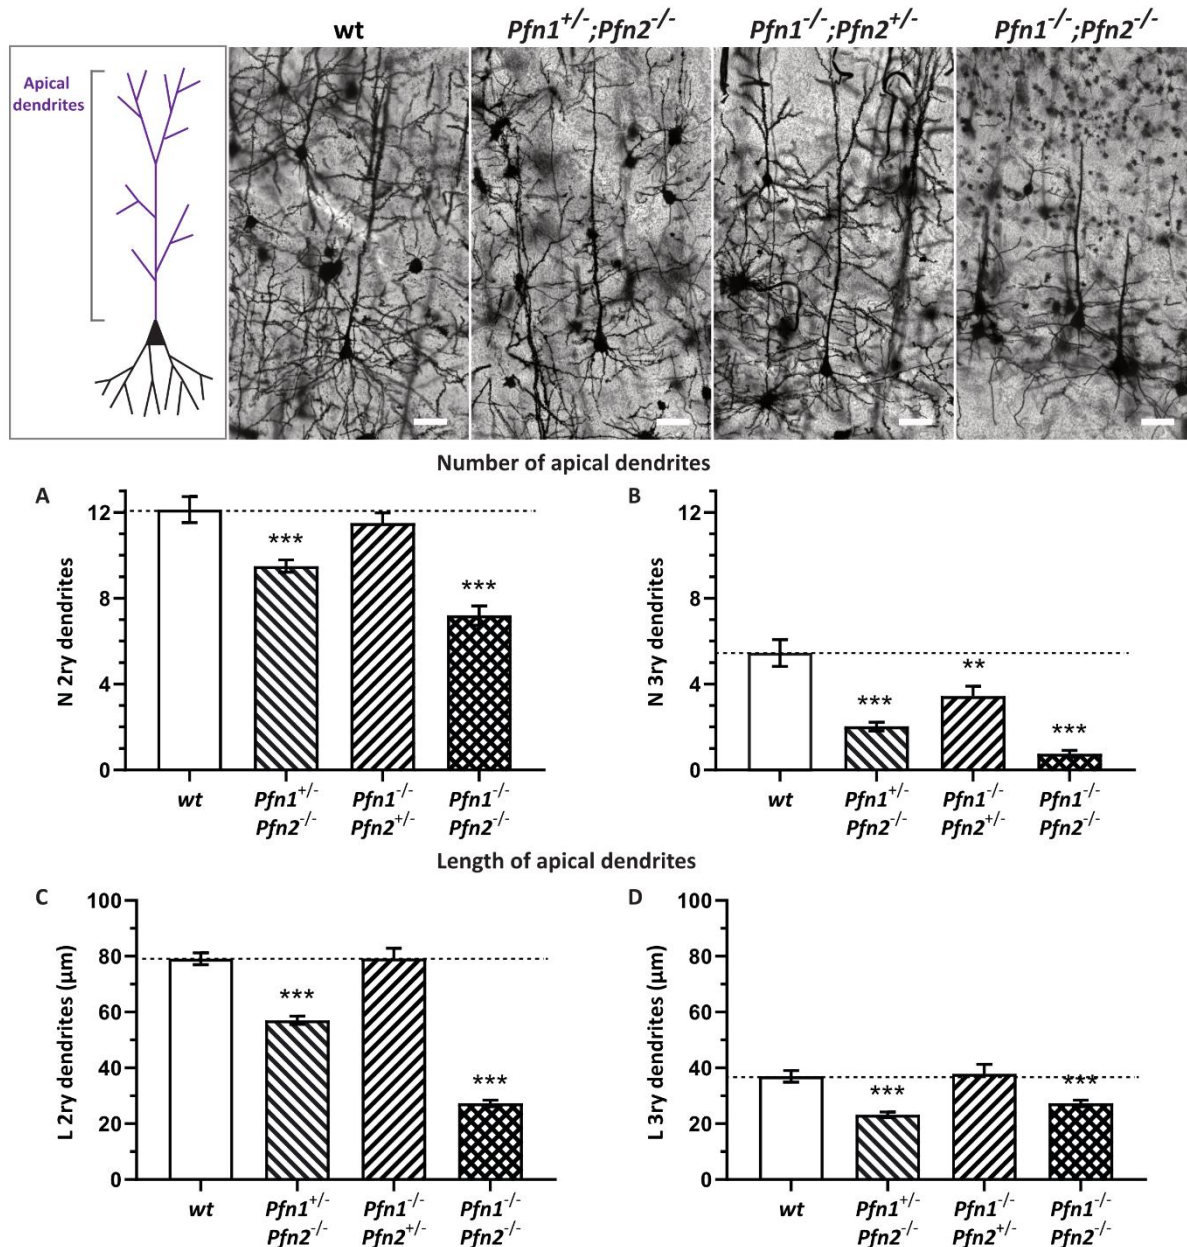 wt
Pfn1+/-;Pfn2-/-
Pfn1-/-;Pfn2+/-
Pfn1-/-;Pfn2-/-
Apical
dendrites
Number of apical dendrites
A
N 2ry dendrites
12
8
4
0
***
***
wt
Pfn1+/-
Pfn2-/-
Pfn1-/-
Pfn2+/-
Pfn1-/-
Pfn2-/-
B
N 3ry dendrites
12
8
4
0
***
**
***
wt
Pfn1+/-
Pfn2-/-
Pfn1-/-
Pfn2+/-
Pfn1-/-
Pfn2-/-
Length of apical dendrites
C
L 2ry dendrites (µm)
100
80
60
40
20
0
***
***
wt
Pfn1+/-
Pfn2-/-
Pfn1-/-
Pfn2+/-
Pfn1-/-
Pfn2-/-
D
L 3ry dendrites (µm)
100
80
60
40
20
0
***
***
wt
Pfn1+/-
Pfn2-/-
Pfn1-/-
Pfn2+/-
Pfn1-/-
Pfn2-/-